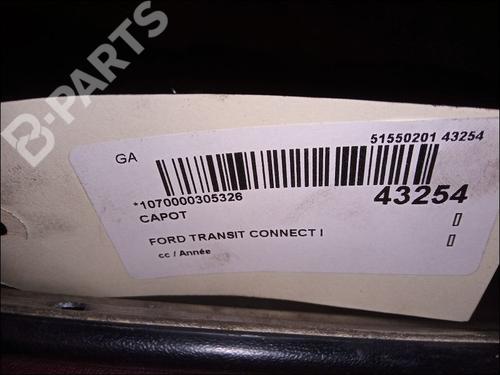 B-PARTS
GA
51550201 43254
*1070000305326
43254
CAPOT
FORD TRANSIT CONNECT I
cc / Année